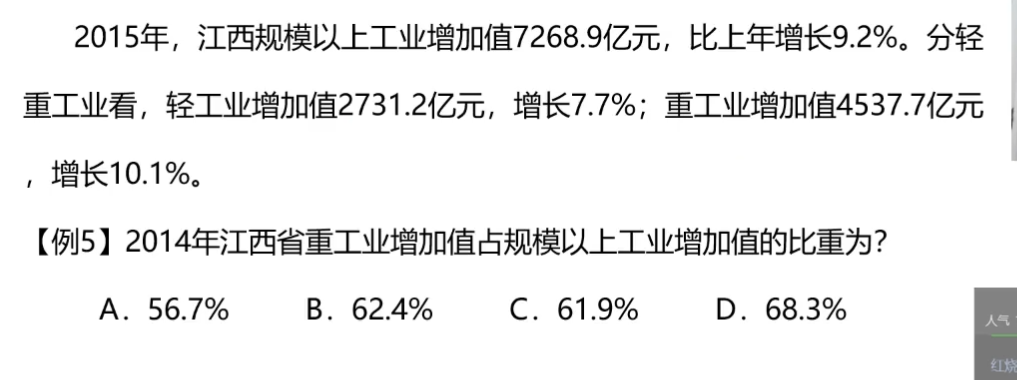 2015年，江西规模以上工业增加值7268.9亿元，比上年增长9.2%。分轻
重工业看，轻工业增加值2731.2亿元，增长7.7%；重工业增加值4537.7亿元
，增长10.1%。
【例5】2014年江西省重工业增加值占规模以上工业增加值的比重为？
A．56.7% B．62.4% C．61.9% D．68.3%
人气
红烧